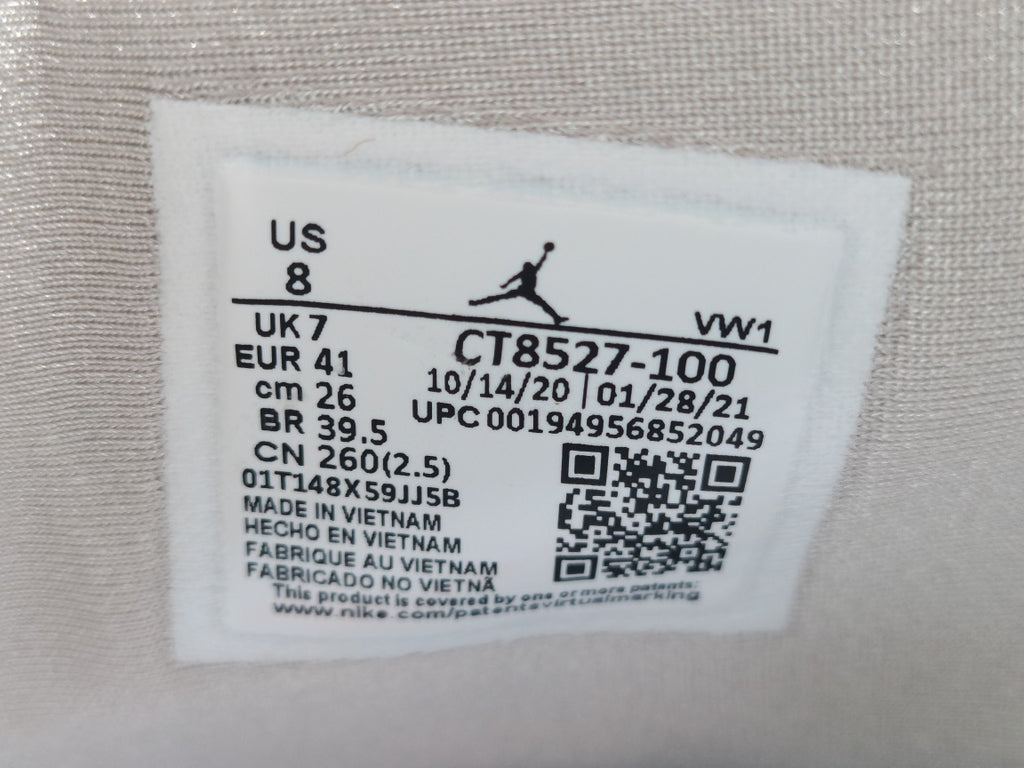 US
8
VW1
UK 7
CT8527-100
EUR 41
10/14/20 | 01/28/21
cm 26
UPC 00194956852049
BR 39.5
CN 260(2.5)
01T148X59JJ5B
MADE IN VIETNAM
HECHO EN VIETNAM
FABRIQUE AU VIETNAM
FABRICADO NO VIETNÃ
This product is covered by one or more patents:
www.nike.com/patentsvirtualmarking